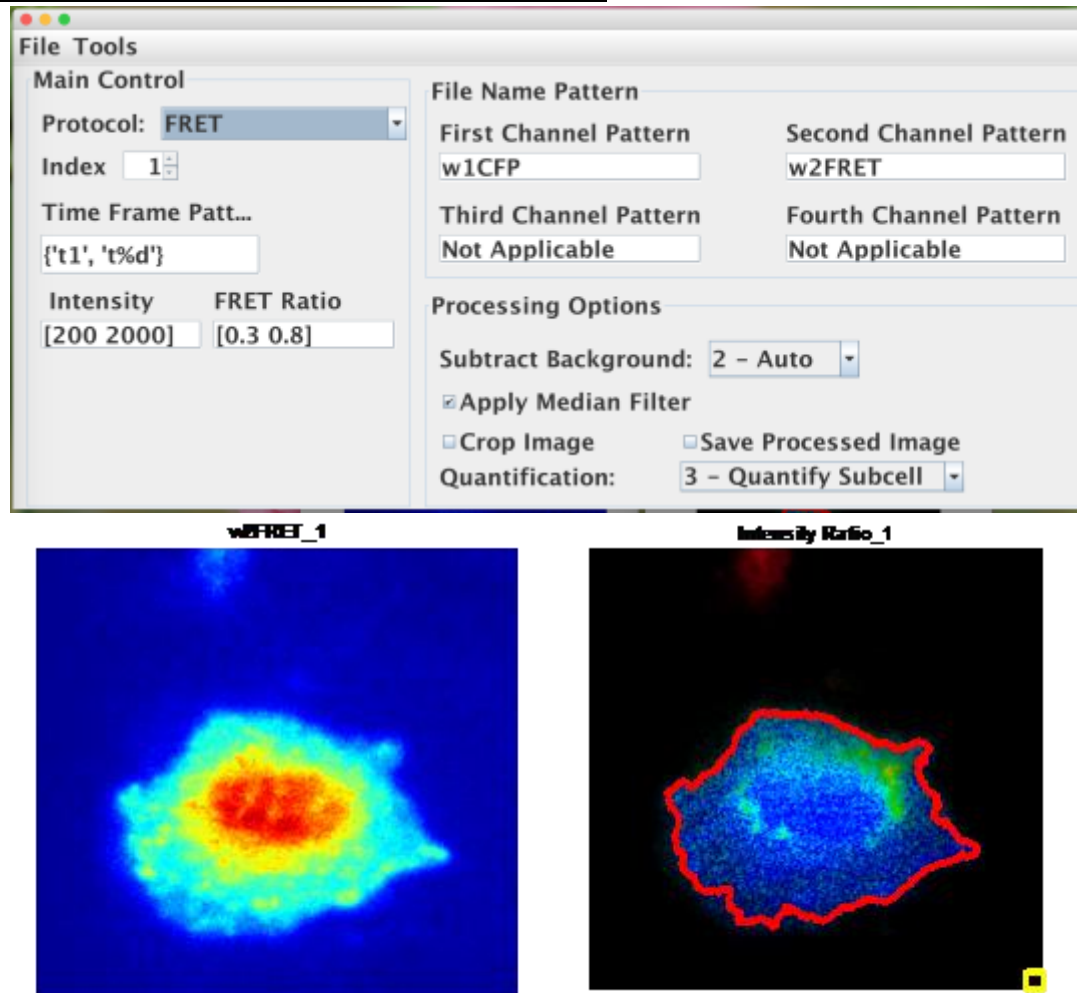 File Tools
Main Control
Protocol: FRET
Index 1
Time Frame Patt...
{'t1', 't%d'}
Intensity FRET Ratio
[200 2000] [0.3 0.8]
File Name Pattern
First Channel Pattern Second Channel Pattern
w1CFP w2FRET
Third Channel Pattern Fourth Channel Pattern
Not Applicable Not Applicable
Processing Options
Subtract Background: 2 - Auto
Apply Median Filter
Crop Image Save Processed Image
Quantification: 3 - Quantify Subcell
w2FRET_1
Intensity Ratio_1